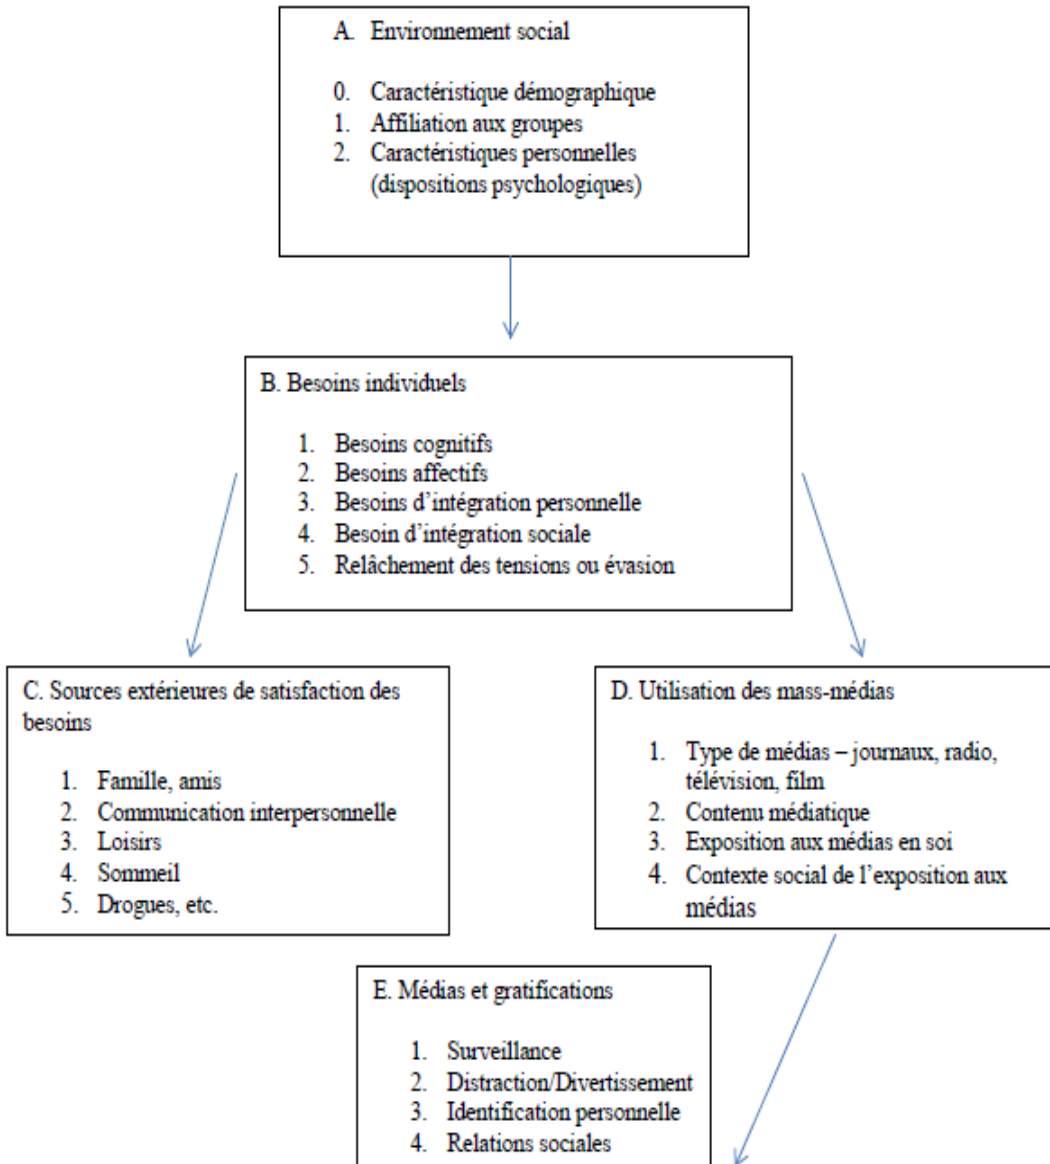 A. Environnement social
0. Caractéristique démographique
1. Affiliation aux groupes
2. Caractéristiques personnelles
(dispositions psychologiques)
B. Besoins individuels
1. Besoins cognitifs
2. Besoins affectifs
3. Besoins d’intégration personnelle
4. Besoin d’intégration sociale
5. Relâchement des tensions ou évasion
C. Sources extérieures de satisfaction des
besoins
1. Famille, amis
2. Communication interpersonnelle
3. Loisirs
4. Sommeil
5. Drogues, etc.
D. Utilisation des mass-médias
1. Type de médias – journaux, radio,
télévision, film
2. Contenu médiatique
3. Exposition aux médias en soi
4. Contexte social de l’exposition aux
médias
E. Médias et gratifications
1. Surveillance
2. Distraction/Divertissement
3. Identification personnelle
4. Relations sociales